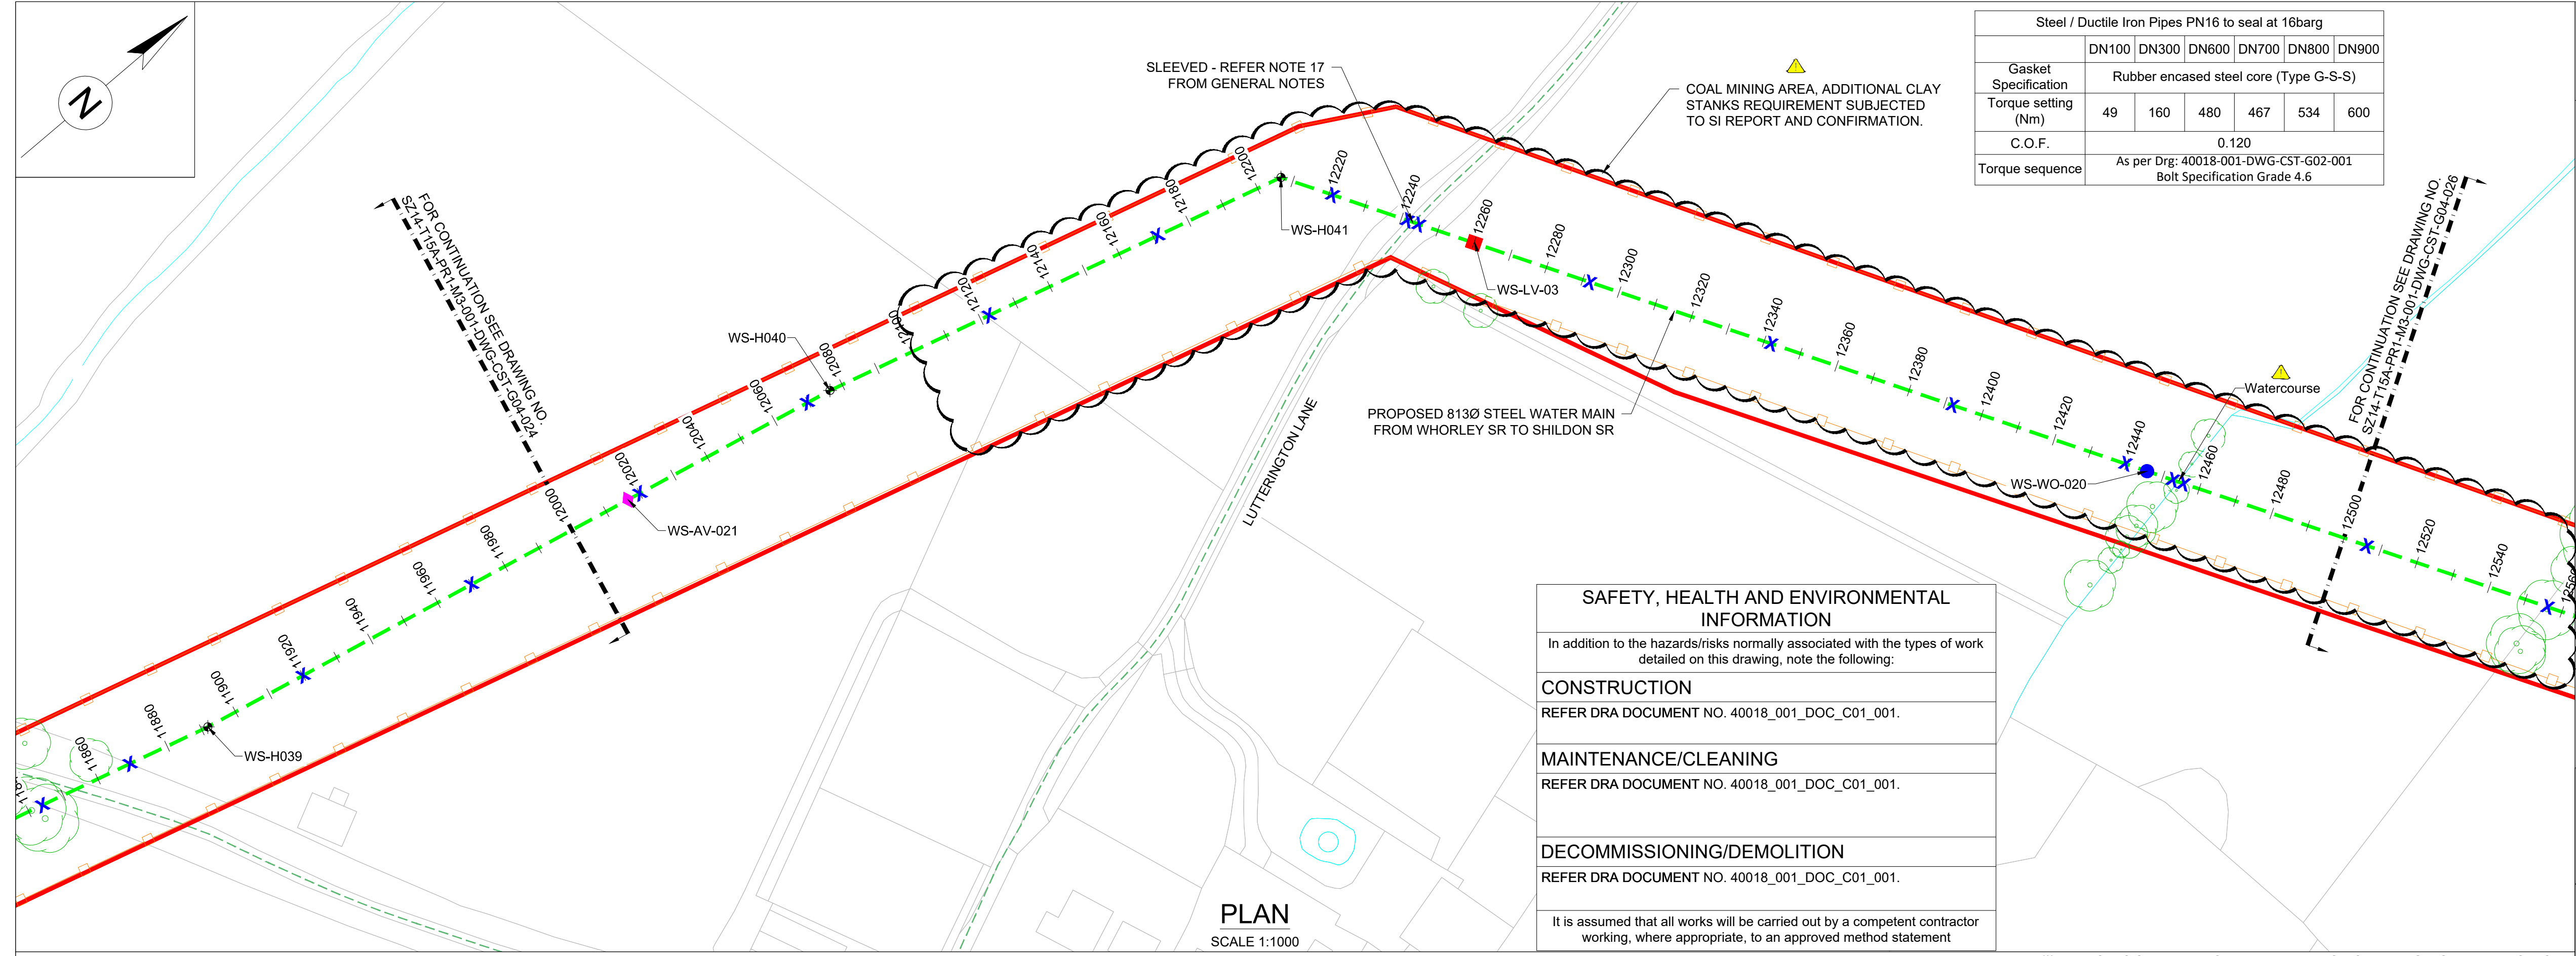 N
SLEEVED - REFER NOTE 17
FROM GENERAL NOTES
COAL MINING AREA, ADDITIONAL CLAY
STANKS REQUIREMENT SUBJECTED
TO SI REPORT AND CONFIRMATION.
Steel / Ductile Iron Pipes PN16 to seal at 16barg
DN100 DN300 DN600 DN700 DN800 DN900
Gasket
Specification
Rubber encased steel core (Type G-S-S)
Torque setting
(Nm)
49 160 480 467 534 600
C.O.F.
0.120
Torque sequence
As per Drg: 40018-001-DWG-CST-G02-001
Bolt Specification Grade 4.6
FOR CONTINUATION SEE DRAWING NO.
SZ14-T15A-PR1-M3-001-DWG-CST-G04-024
FOR CONTINUATION SEE DRAWING NO.
SZ14-T15A-PR1-M3-001-DWG-CST-G04-026
11860
11880
11900
11920
11940
11960
11980
12000
12020
12040
12060
12080
12100
12120
12140
12160
12180
12200
12220
12240
12260
12280
12300
12320
12340
12360
12380
12400
12420
12440
12460
12480
12500
12520
12540
12560
WS-H039
WS-AV-021
WS-H040
WS-H041
WS-LV-03
WS-WO-020
Watercourse
PROPOSED 813Ø STEEL WATER MAIN
FROM WHORLEY SR TO SHILDON SR
LUTTERINGTON LANE
SAFETY, HEALTH AND ENVIRONMENTAL
INFORMATION
In addition to the hazards/risks normally associated with the types of work
detailed on this drawing, note the following:
CONSTRUCTION
REFER DRA DOCUMENT NO. 40018_001_DOC_C01_001.
MAINTENANCE/CLEANING
REFER DRA DOCUMENT NO. 40018_001_DOC_C01_001.
DECOMMISSIONING/DEMOLITION
REFER DRA DOCUMENT NO. 40018_001_DOC_C01_001.
It is assumed that all works will be carried out by a competent contractor
working, where appropriate, to an approved method statement
PLAN
SCALE 1:1000